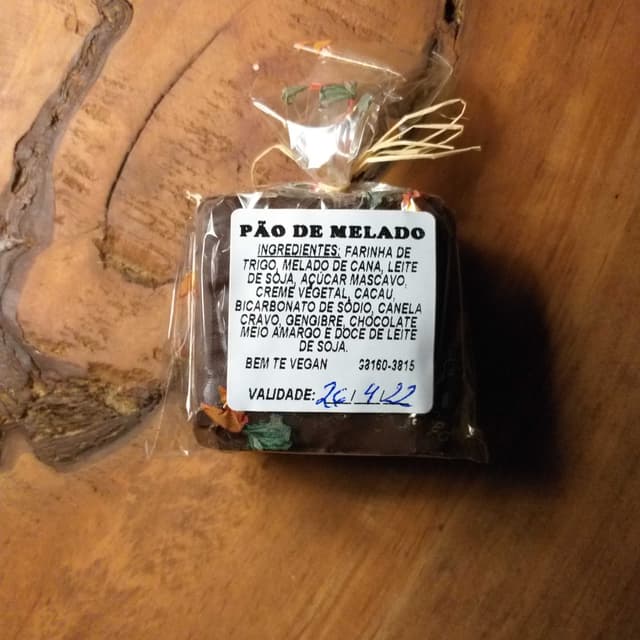 PÃO DE MELADO
INGREDIENTES: FARINHA DE
TRIGO, MELADO DE CANA, LEITE
DE SOJA, AÇÚCAR MASCAVO,
CREME VEGETAL, CACAU,
BICARBONATO DE SÓDIO, CANELA
CRAVO, GENGIBRE, CHOCOLATE
MEIO AMARGO E DOCE DE LEITE
DE SOJA.
BEM TE VEGAN 98160-3815
VALIDADE: 26/4/22